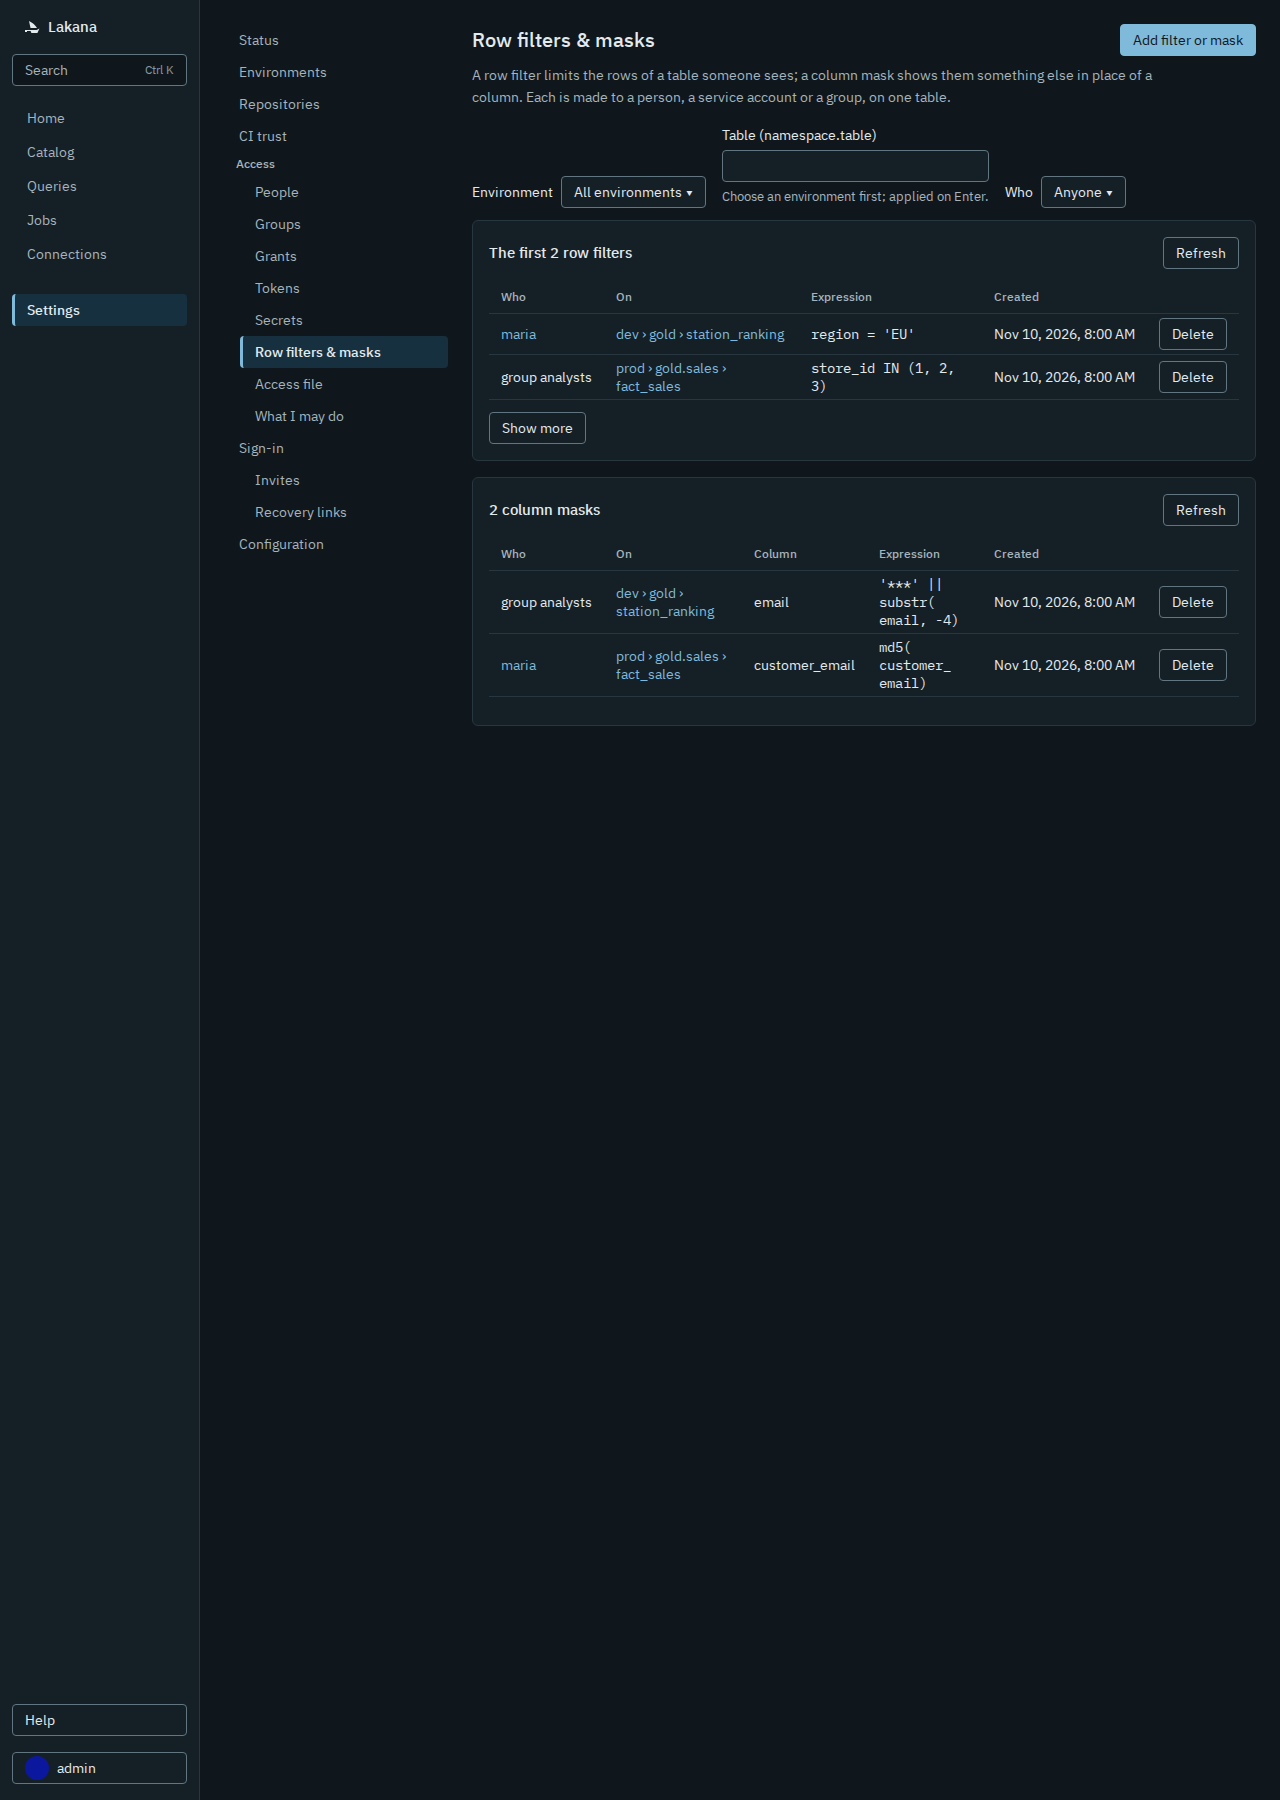 Lakana
Search Ctrl K
Home
Catalog
Queries
Jobs
Connections
Settings
Help
admin
Status
Environments
Repositories
CI trust
Access
People
Groups
Grants
Tokens
Secrets
Row filters & masks
Access file
What I may do
Sign-in
Invites
Recovery links
Configuration
Row filters & masks
Add filter or mask
A row filter limits the rows of a table someone sees; a column mask shows them something else in place of a
column. Each is made to a person, a service account or a group, on one table.
Environment All environments ▾
Table (namespace.table)
Choose an environment first; applied on Enter.
Who Anyone ▾
The first 2 row filters Refresh
Who On Expression Created
maria dev › gold › station_ranking region = 'EU' Nov 10, 2026, 8:00 AM Delete
group analysts prod › gold.sales › fact_sales store_id IN (1, 2, 3) Nov 10, 2026, 8:00 AM Delete
Show more
2 column masks Refresh
Who On Column Expression Created
group analysts dev › gold › station_ranking email '***' || substr(email, -4) Nov 10, 2026, 8:00 AM Delete
maria prod › gold.sales › fact_sales customer_email md5(customer_email) Nov 10, 2026, 8:00 AM Delete